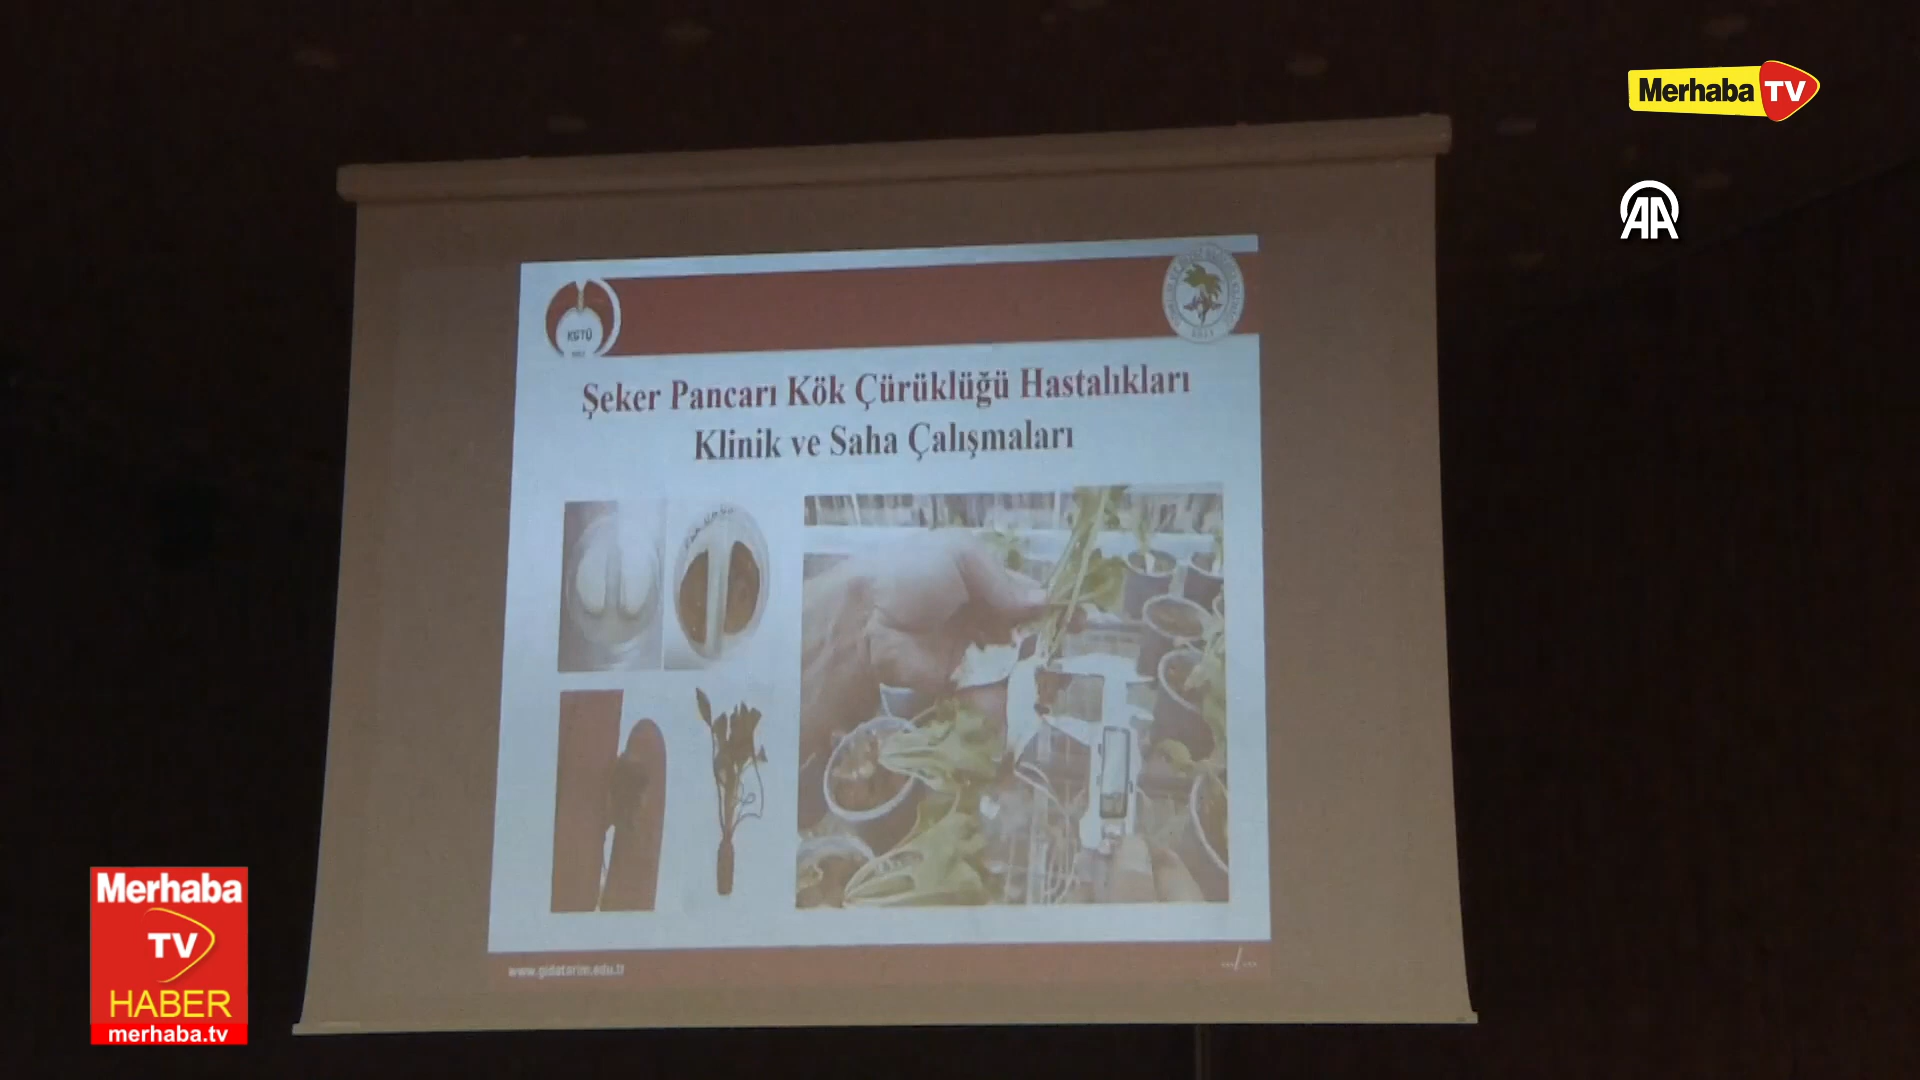 Merhaba TV
AA
KGTÜ
Şeker Pancarı Kök Çürüklüğü Hastalıkları
Klinik ve Saha Çalışmaları
www.gidatarim.edu.tr
Merhaba
TV
HABER
merhaba.tv